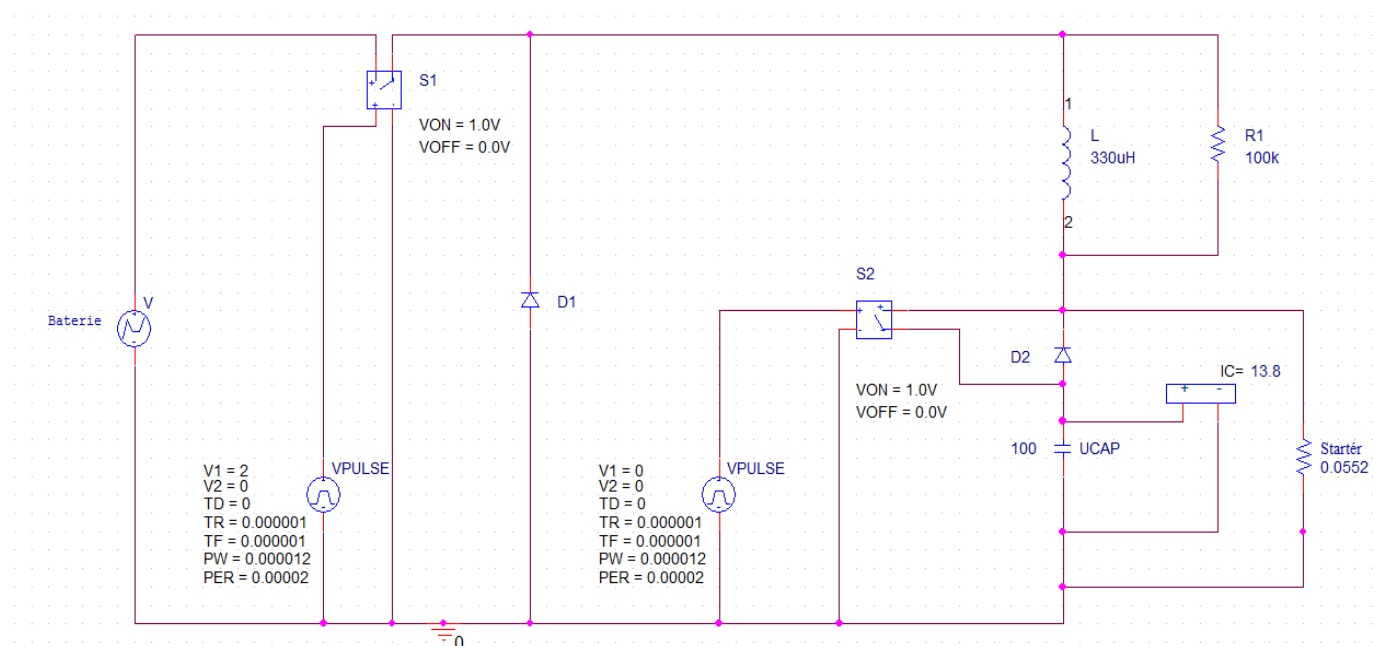 S1
VON = 1.0V
VOFF = 0.0V
1
L
330uH
2
R1
100k
V
Baterie
D1
S2
VON = 1.0V
VOFF = 0.0V
D2
IC= 13.8
+ -
100
UCAP
Startér
0.0552
VPULSE
V1 = 2
V2 = 0
TD = 0
TR = 0.000001
TF = 0.000001
PW = 0.000012
PER = 0.00002
VPULSE
V1 = 0
V2 = 0
TD = 0
TR = 0.000001
TF = 0.000001
PW = 0.000012
PER = 0.00002
0